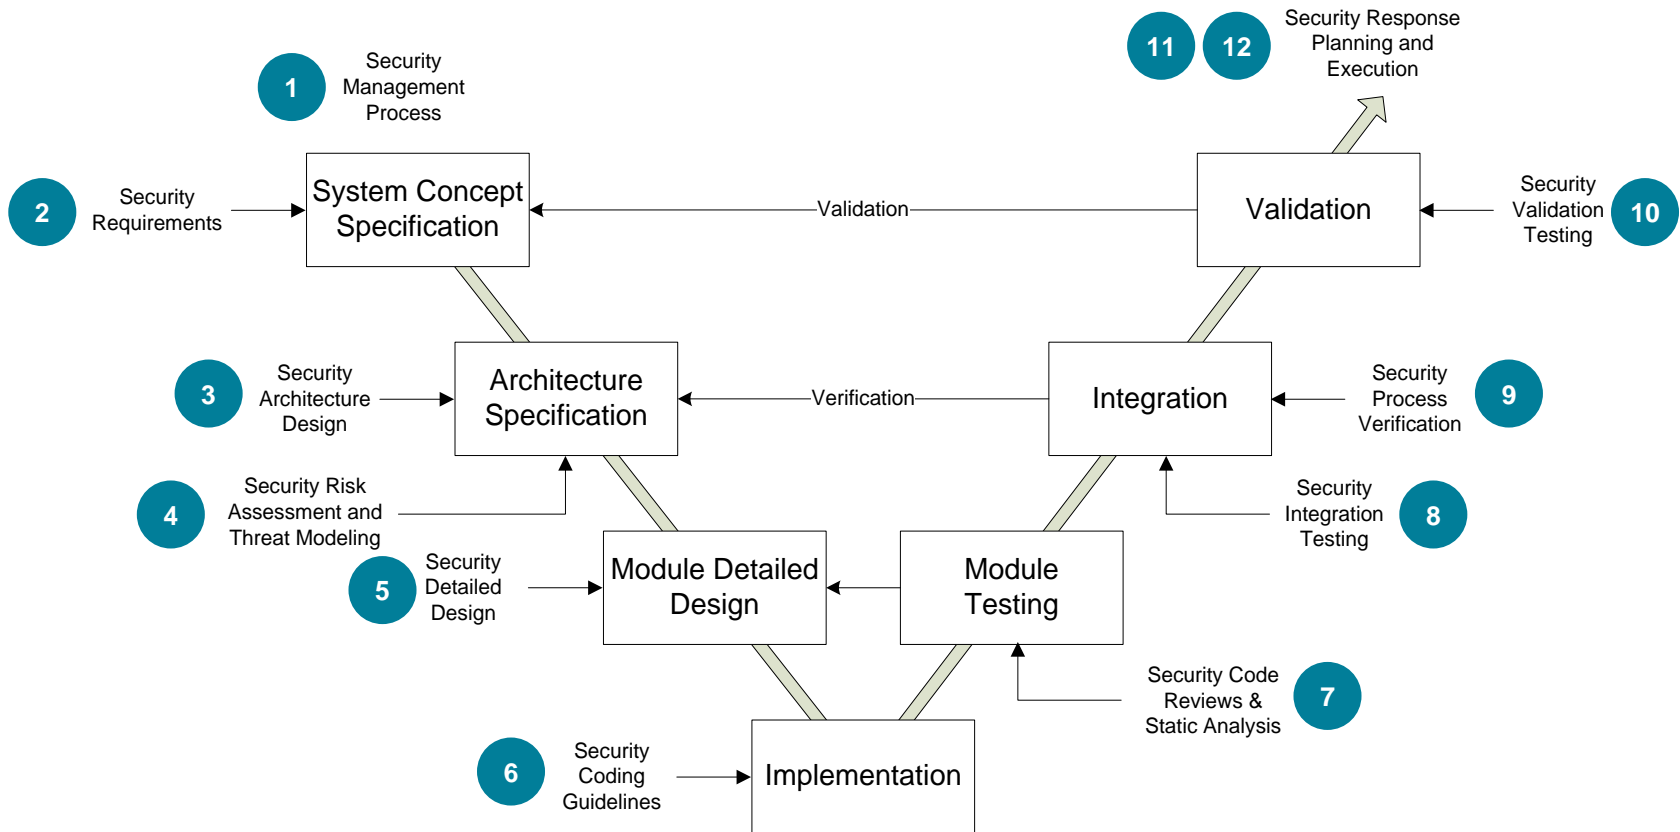 11
12
Security Response
Planning and
Execution
1
Security
Management
Process
2
Security
Requirements
System Concept
Specification
Validation
Validation
Security
Validation
Testing
10
3
Security
Architecture
Design
Architecture
Specification
Verification
Integration
Security
Process
Verification
9
4
Security Risk
Assessment and
Threat Modeling
Security
Integration
Testing
8
5
Security
Detailed
Design
Module Detailed
Design
Module
Testing
Security Code
Reviews &
Static Analysis
7
6
Security
Coding
Guidelines
Implementation